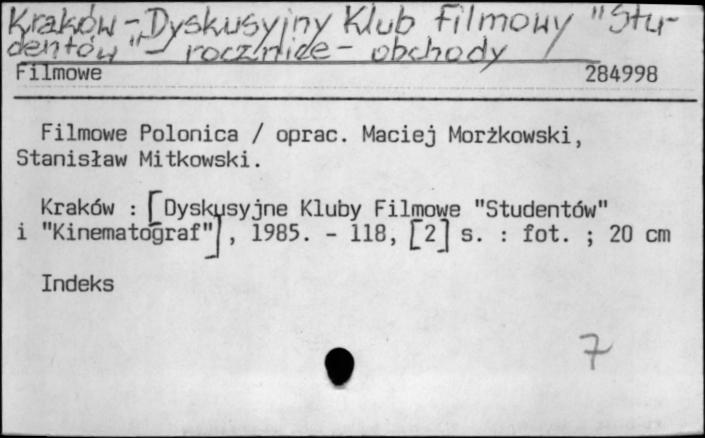 Kraków - Dyskusyjny Klub Filmowy "Stu-
dentów" - rocznice - obchody
Filmowe 284998
Filmowe Polonica / oprac. Maciej Morżkowski,
Stanisław Mitkowski.
Kraków : [Dyskusyjne Kluby Filmowe "Studentów"
i "Kinematograf"], 1985. - 118, [2] s. : fot. ; 20 cm
Indeks
7